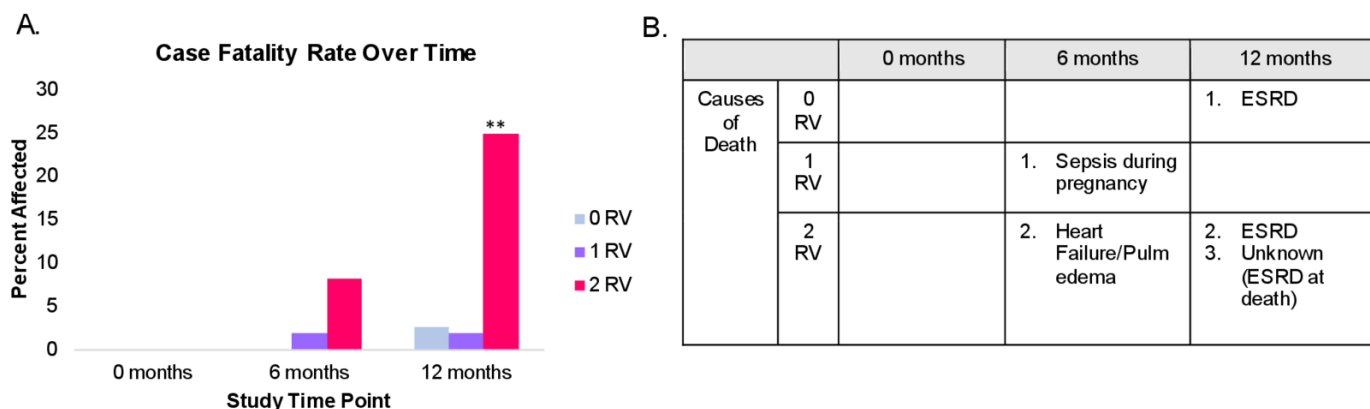 A.
Case Fatality Rate Over Time
30
25
20
15
10
5
0
Percent Affected
**
0 months
6 months
12 months
Study Time Point
0 RV
1 RV
2 RV
B.
0 months
6 months
12 months
Causes
of
Death
0
RV
1. ESRD
1
RV
1. Sepsis during
pregnancy
2
RV
2. Heart
Failure/Pulm
edema
2. ESRD
3. Unknown
(ESRD at
death)